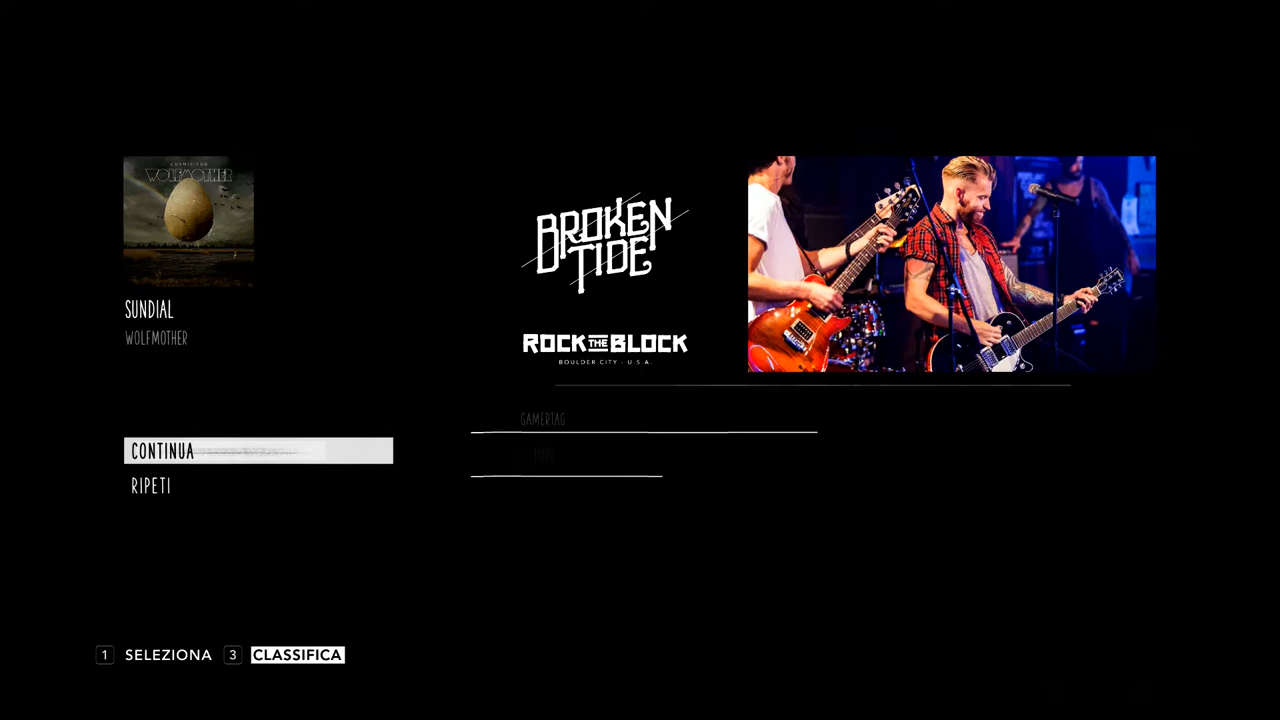 COSMIC EGG
WOLFMOTHER
SUNDIAL
WOLFMOTHER
CONTINUA
RIPETI
BROKEN
TIDE
ROCK THE BLOCK
BOULDER CITY - U.S.A.
GAMERTAG
1 SELEZIONA 3 CLASSIFICA